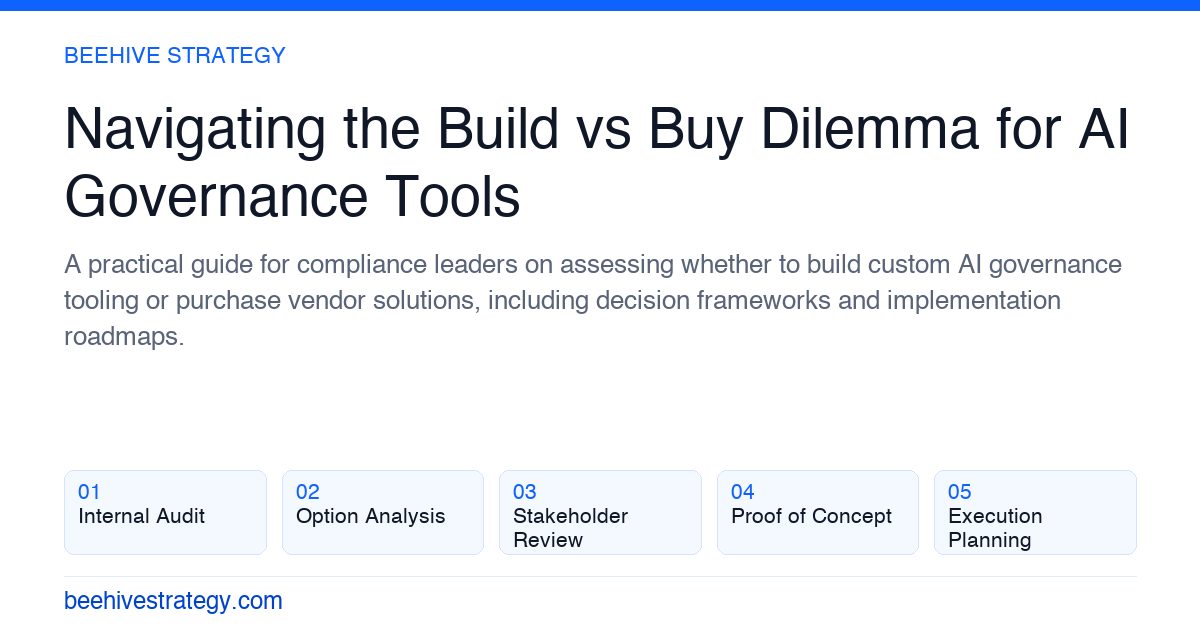 BEEHIVE STRATEGY
Navigating the Build vs Buy Dilemma for AI
Governance Tools
A practical guide for compliance leaders on assessing whether to build custom AI governance
tooling or purchase vendor solutions, including decision frameworks and implementation
roadmaps.
01
Internal Audit
02
Option Analysis
03
Stakeholder
Review
04
Proof of Concept
05
Execution
Planning
beehivestrategy.com